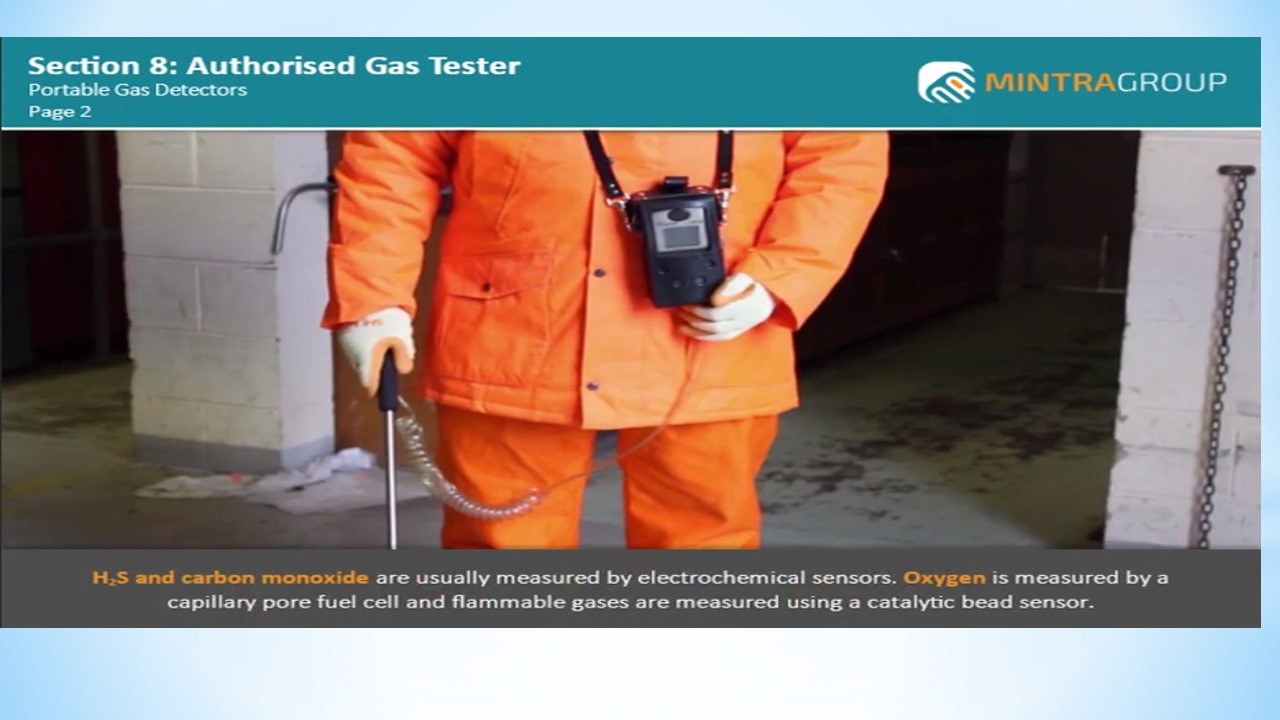 Section 8: Authorised Gas Tester
Portable Gas Detectors
Page 2
MINTRAGROUP
H₂S and carbon monoxide are usually measured by electrochemical sensors. Oxygen is measured by a
capillary pore fuel cell and flammable gases are measured using a catalytic bead sensor.